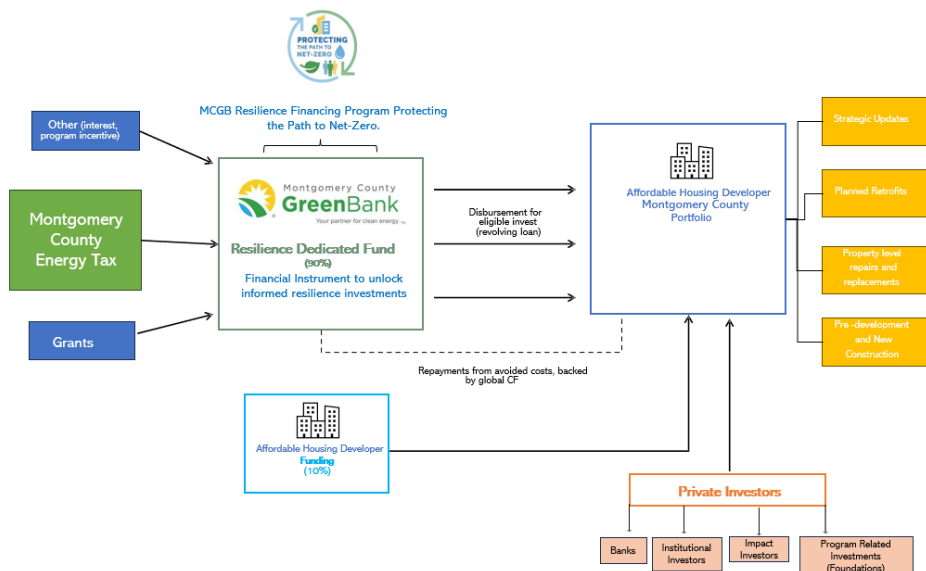 PROTECTING
THE PATH TO
NET-ZERO
MCGB Resilience Financing Program Protecting
the Path to Net-Zero.
Other (interest,
program incentive)
Montgomery
County
Energy Tax
Grants
Montgomery County
GreenBank
Your partner for clean energy
Resilience Dedicated Fund
(90%)
Financial Instrument to unlock
informed resilience investments
Disbursement for
eligible invest
(revolving loan)
Repayments from avoided costs, backed
by global CF
Affordable Housing Developer
Montgomery County
Portfolio
Strategic Updates
Planned Retrofits
Property level
repairs and
replacements
Pre-development
and New
Construction
Affordable Housing Developer
Funding
(10%)
Private Investors
Banks
Institutional
Investors
Impact
Investors
Program Related
Investments
(Foundations)